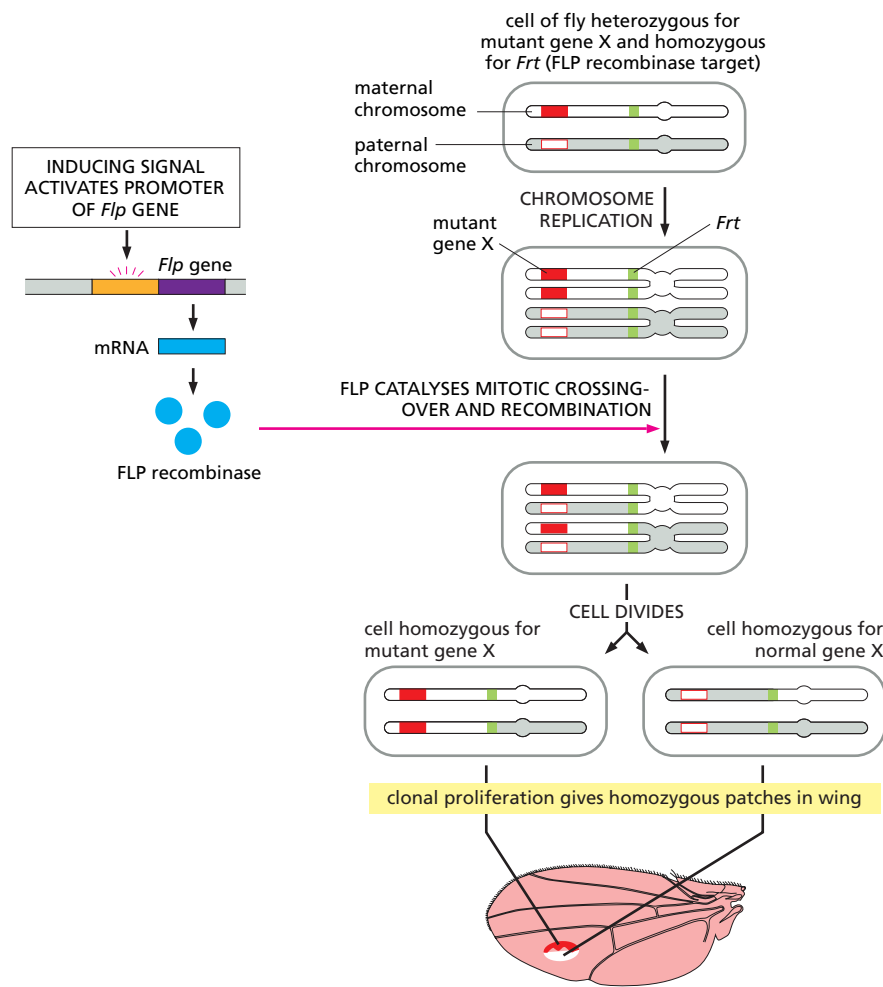 cell of fly heterozygous for
mutant gene X and homozygous
for Frt (FLP recombinase target)
maternal
chromosome
paternal
chromosome
INDUCING SIGNAL
ACTIVATES PROMOTER
OF Flp GENE
CHROMOSOME
REPLICATION
mutant
gene X
Frt
Flp gene
mRNA
FLP CATALYSES MITOTIC CROSSING-
OVER AND RECOMBINATION
FLP recombinase
CELL DIVIDES
cell homozygous for
mutant gene X
cell homozygous for
normal gene X
clonal proliferation gives homozygous patches in wing